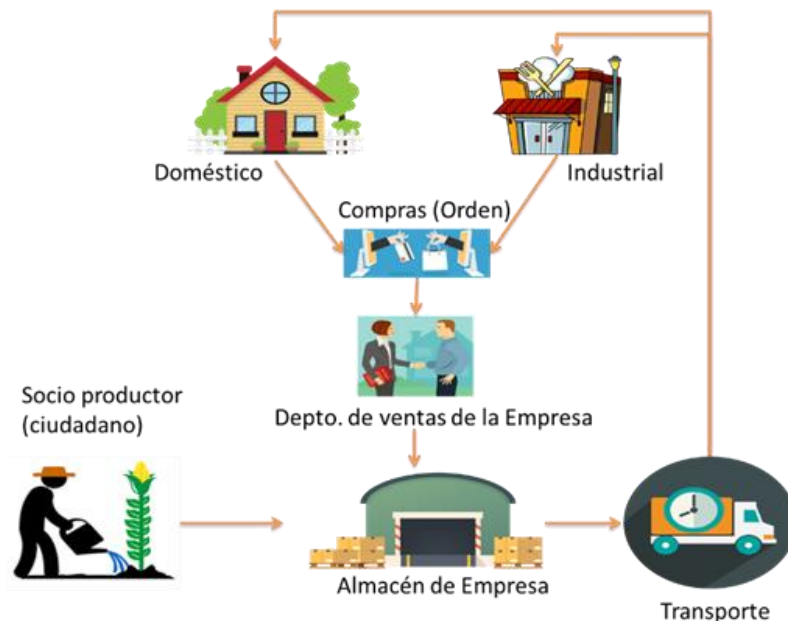 Doméstico
Industrial
Compras (Orden)
Depto. de ventas de la Empresa
Socio productor
(ciudadano)
Almacén de Empresa
Transporte